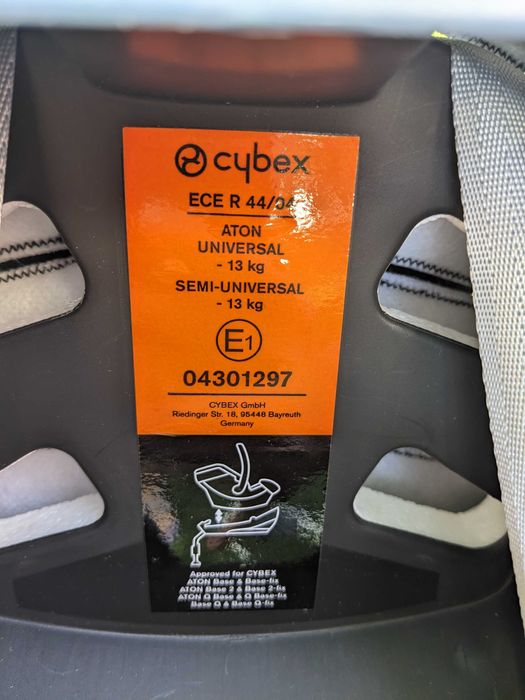 cybex
ECE R 44/04
ATON
UNIVERSAL
- 13 kg
SEMI-UNIVERSAL
- 13 kg
E1
04301297
CYBEX GmbH
Riedinger Str. 18, 95448 Bayreuth
Germany
Approved for CYBEX
ATON Base & Base-fix
ATON Base 2 & Base 2-fix
ATON Q Base & Q Base-fix
Base Q & Base Q-fix